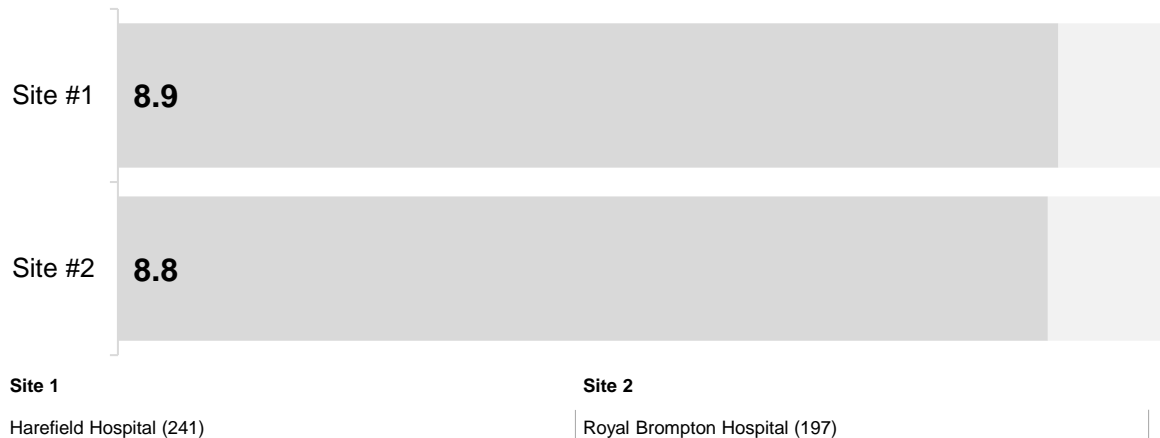 Site #1 8.9
Site #2 8.8
Site 1 Site 2
Harefield Hospital (241) Royal Brompton Hospital (197)